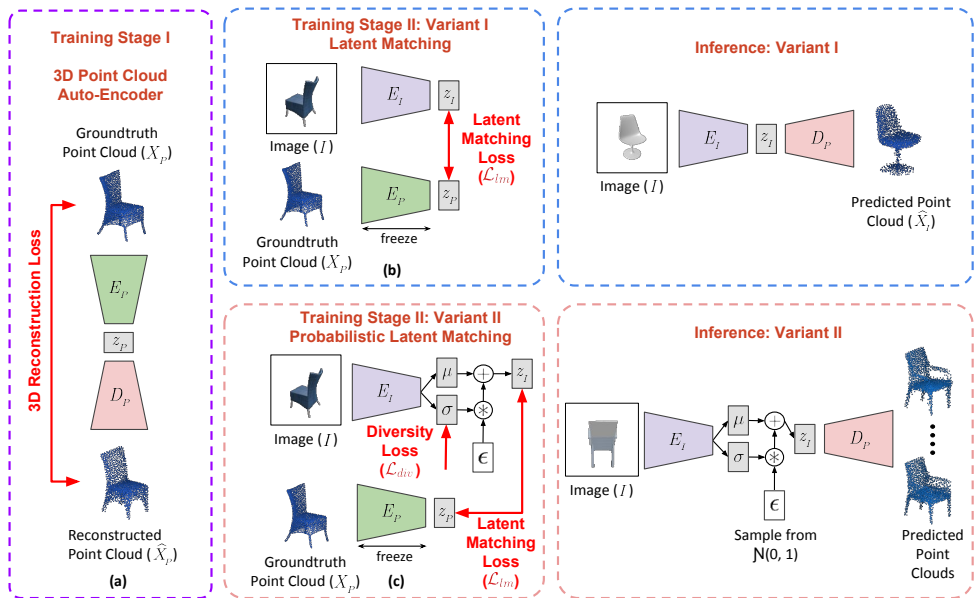 Training Stage I
3D Point Cloud
Auto-Encoder
Groundtruth
Point Cloud (X_P)
3D Reconstruction Loss
E_P
z_P
D_P
Reconstructed
Point Cloud (X̂_P)
(a)
Training Stage II: Variant I
Latent Matching
E_I
z_I
Image (I)
Latent
Matching
Loss
(ℒ_lm)
E_P
z_P
Groundtruth
Point Cloud (X_P)
freeze
(b)
Inference: Variant I
E_I
z_I
D_P
Image (I)
Predicted Point
Cloud (X̂_I)
Training Stage II: Variant II
Probabilistic Latent Matching
E_I
μ
+
z_I
σ
*
Image (I)
Diversity
Loss
(ℒ_div)
ϵ
E_P
z_P
Groundtruth
Point Cloud (X_P)
freeze
(c)
Latent
Matching
Loss
(ℒ_lm)
Inference: Variant II
E_I
μ
+
z_I
σ
*
D_P
Image (I)
ϵ
Sample from
N(0, 1)
Predicted
Point
Clouds